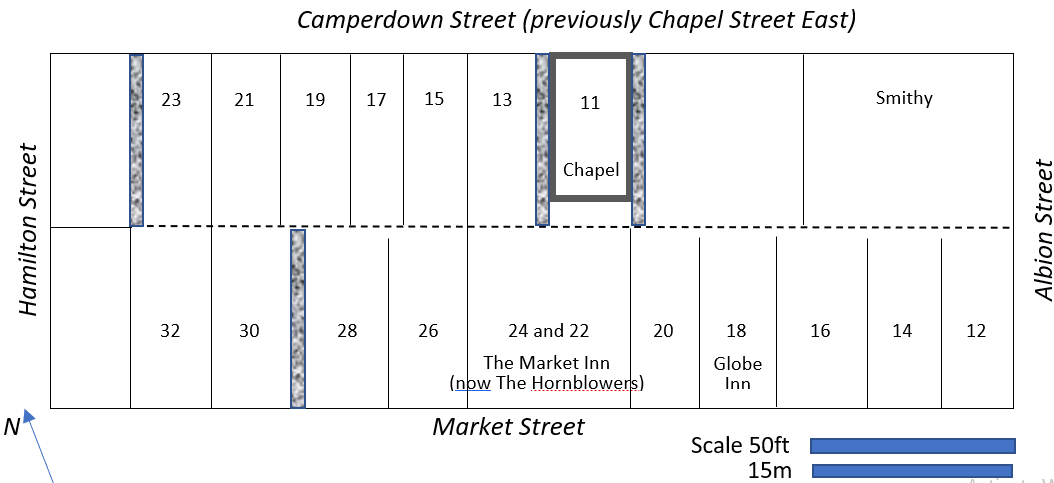 Camperdown Street (previously Chapel Street East)
23 21 19 17 15 13 11 Smithy
Chapel
Hamilton Street
Albion Street
32 30 28 26 24 and 22 20 18 16 14 12
The Market Inn
(now The Hornblowers)
Globe
Inn
N
Market Street
Scale 50ft
15m